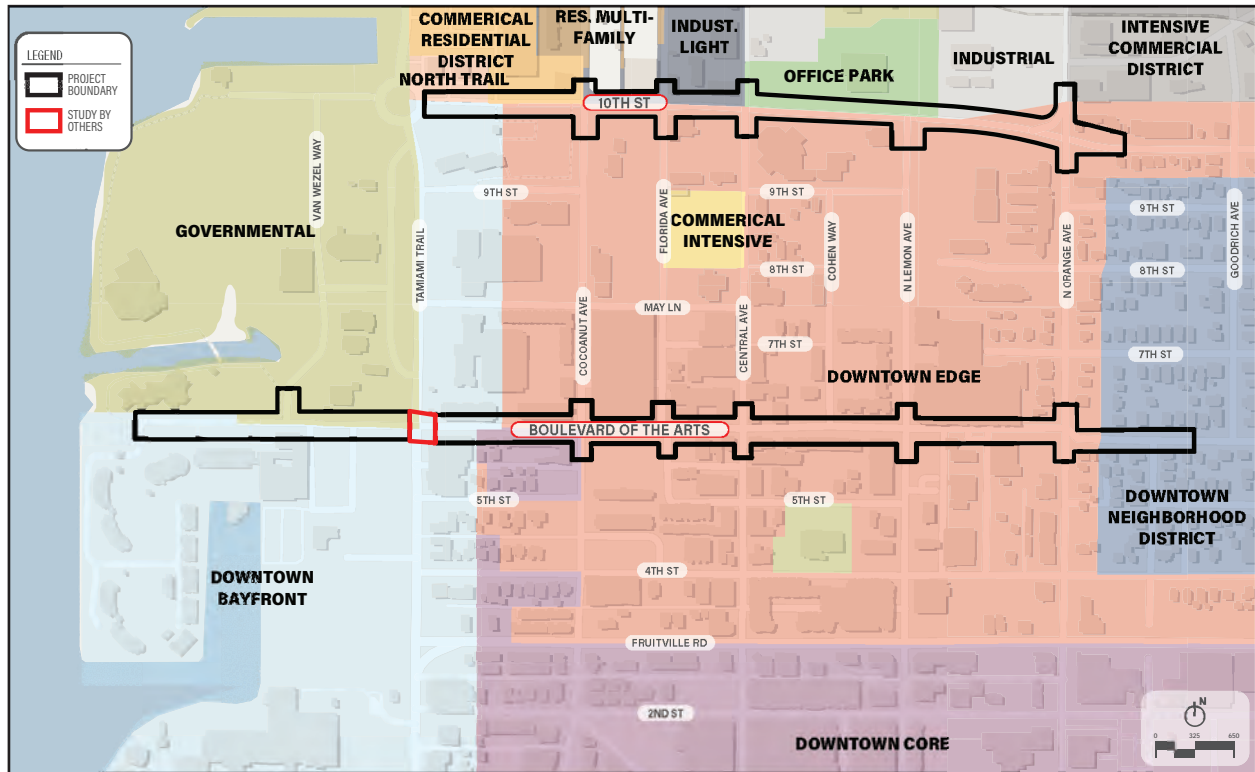 LEGEND
PROJECT
BOUNDARY
STUDY BY
OTHERS
COMMERICAL
RESIDENTIAL
DISTRICT
NORTH TRAIL
RES. MULTI-
FAMILY
INDUST.
LIGHT
OFFICE PARK
INDUSTRIAL
INTENSIVE
COMMERCIAL
DISTRICT
10TH ST
VAN WEZEL WAY
GOVERNMENTAL
TAMIAMI TRAIL
9TH ST
FLORIDA AVE
COMMERICAL
INTENSIVE
9TH ST
8TH ST
COHEN WAY
N LEMON AVE
N ORANGE AVE
9TH ST
8TH ST
GOODRICH AVE
COCOANUT AVE
MAY LN
CENTRAL AVE
7TH ST
7TH ST
DOWNTOWN EDGE
BOULEVARD OF THE ARTS
5TH ST
5TH ST
DOWNTOWN
NEIGHBORHOOD
DISTRICT
DOWNTOWN
BAYFRONT
4TH ST
FRUITVILLE RD
2ND ST
DOWNTOWN CORE
N
0 325 650